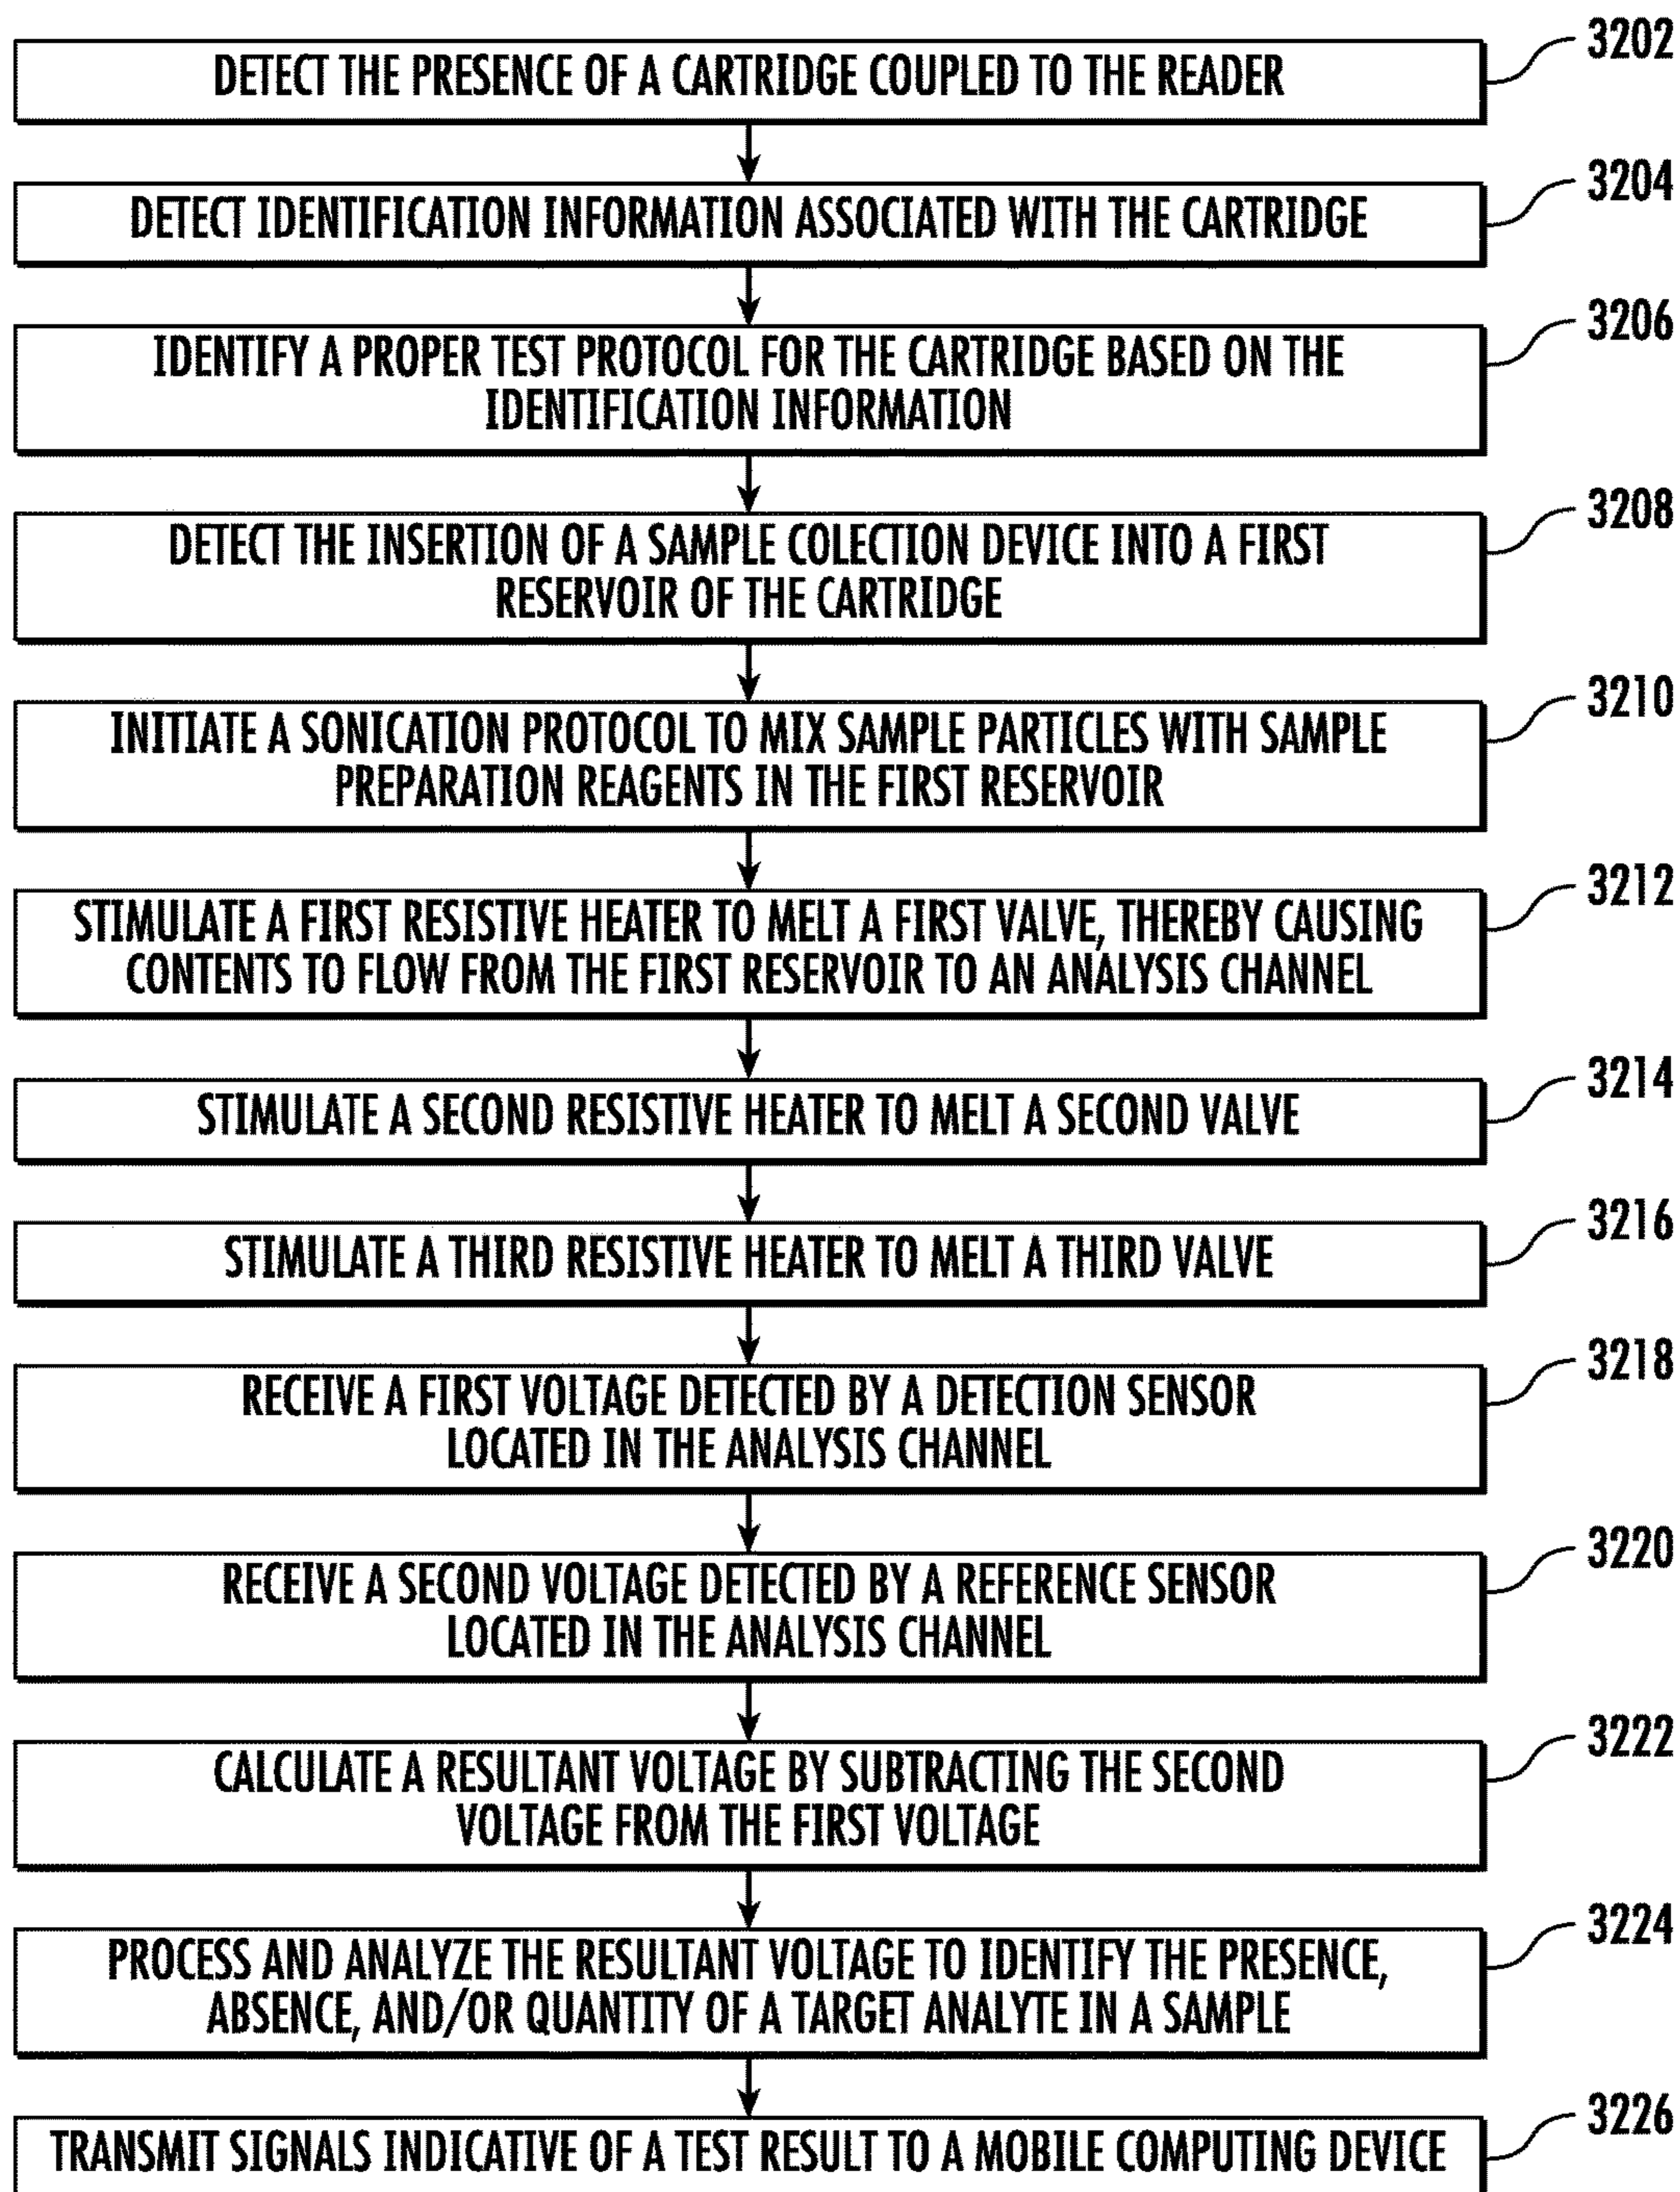 3202
DETECT THE PRESENCE OF A CARTRIDGE COUPLED TO THE READER
3204
DETECT IDENTIFICATION INFORMATION ASSOCIATED WITH THE CARTRIDGE
3206
IDENTIFY A PROPER TEST PROTOCOL FOR THE CARTRIDGE BASED ON THE
IDENTIFICATION INFORMATION
3208
DETECT THE INSERTION OF A SAMPLE COLECTION DEVICE INTO A FIRST
RESERVOIR OF THE CARTRIDGE
3210
INITIATE A SONICATION PROTOCOL TO MIX SAMPLE PARTICLES WITH SAMPLE
PREPARATION REAGENTS IN THE FIRST RESERVOIR
3212
STIMULATE A FIRST RESISTIVE HEATER TO MELT A FIRST VALVE, THEREBY CAUSING
CONTENTS TO FLOW FROM THE FIRST RESERVOIR TO AN ANALYSIS CHANNEL
3214
STIMULATE A SECOND RESISTIVE HEATER TO MELT A SECOND VALVE
3216
STIMULATE A THIRD RESISTIVE HEATER TO MELT A THIRD VALVE
3218
RECEIVE A FIRST VOLTAGE DETECTED BY A DETECTION SENSOR
LOCATED IN THE ANALYSIS CHANNEL
3220
RECEIVE A SECOND VOLTAGE DETECTED BY A REFERENCE SENSOR
LOCATED IN THE ANALYSIS CHANNEL
3222
CALCULATE A RESULTANT VOLTAGE BY SUBTRACTING THE SECOND
VOLTAGE FROM THE FIRST VOLTAGE
3224
PROCESS AND ANALYZE THE RESULTANT VOLTAGE TO IDENTIFY THE PRESENCE,
ABSENCE, AND/OR QUANTITY OF A TARGET ANALYTE IN A SAMPLE
3226
TRANSMIT SIGNALS INDICATIVE OF A TEST RESULT TO A MOBILE COMPUTING DEVICE